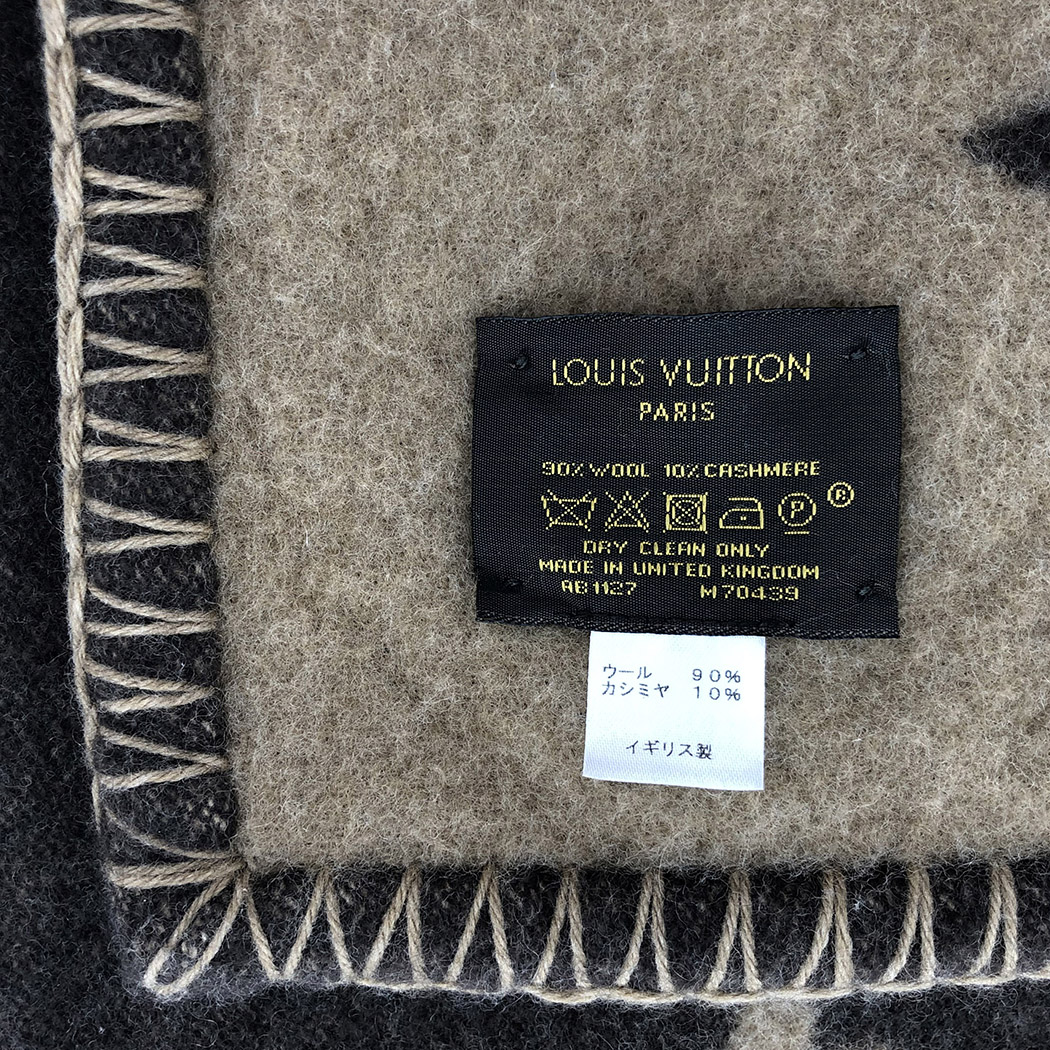 LOUIS VUITTON
PARIS
90% WOOL 10% CASHMERE
P ®
DRY CLEAN ONLY
MADE IN UNITED KINGDOM
AB1127 M70439
ウール 90%
カシミヤ 10%
イギリス製